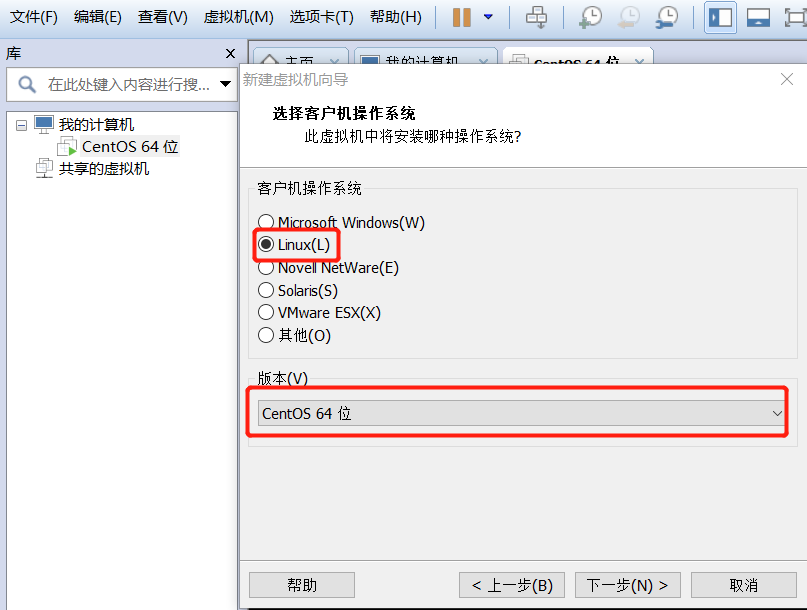 文件(F) 编辑(E) 查看(V) 虚拟机(M) 选项卡(T) 帮助(H)
库
主页 我的计算机 CentOS 64 位
在此处键入内容进行搜...
我的计算机
CentOS 64 位
共享的虚拟机
新建虚拟机向导
选择客户机操作系统
此虚拟机中将安装哪种操作系统?
客户机操作系统
Microsoft Windows(W)
Linux(L)
Novell NetWare(E)
Solaris(S)
VMware ESX(X)
其他(O)
版本(V)
CentOS 64 位
帮助 < 上一步(B) 下一步(N) > 取消